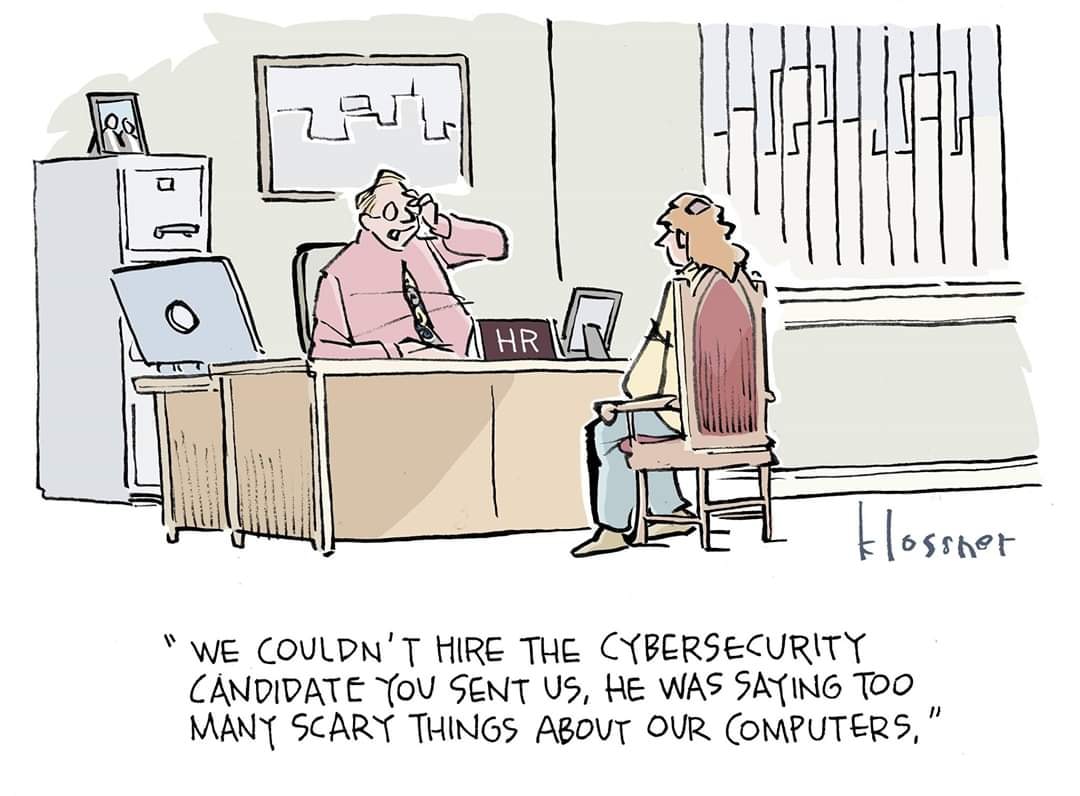 HR
klossner
"WE COULDN'T HIRE THE CYBERSECURITY
CANDIDATE YOU SENT US, HE WAS SAYING TOO
MANY SCARY THINGS ABOUT OUR COMPUTERS,"